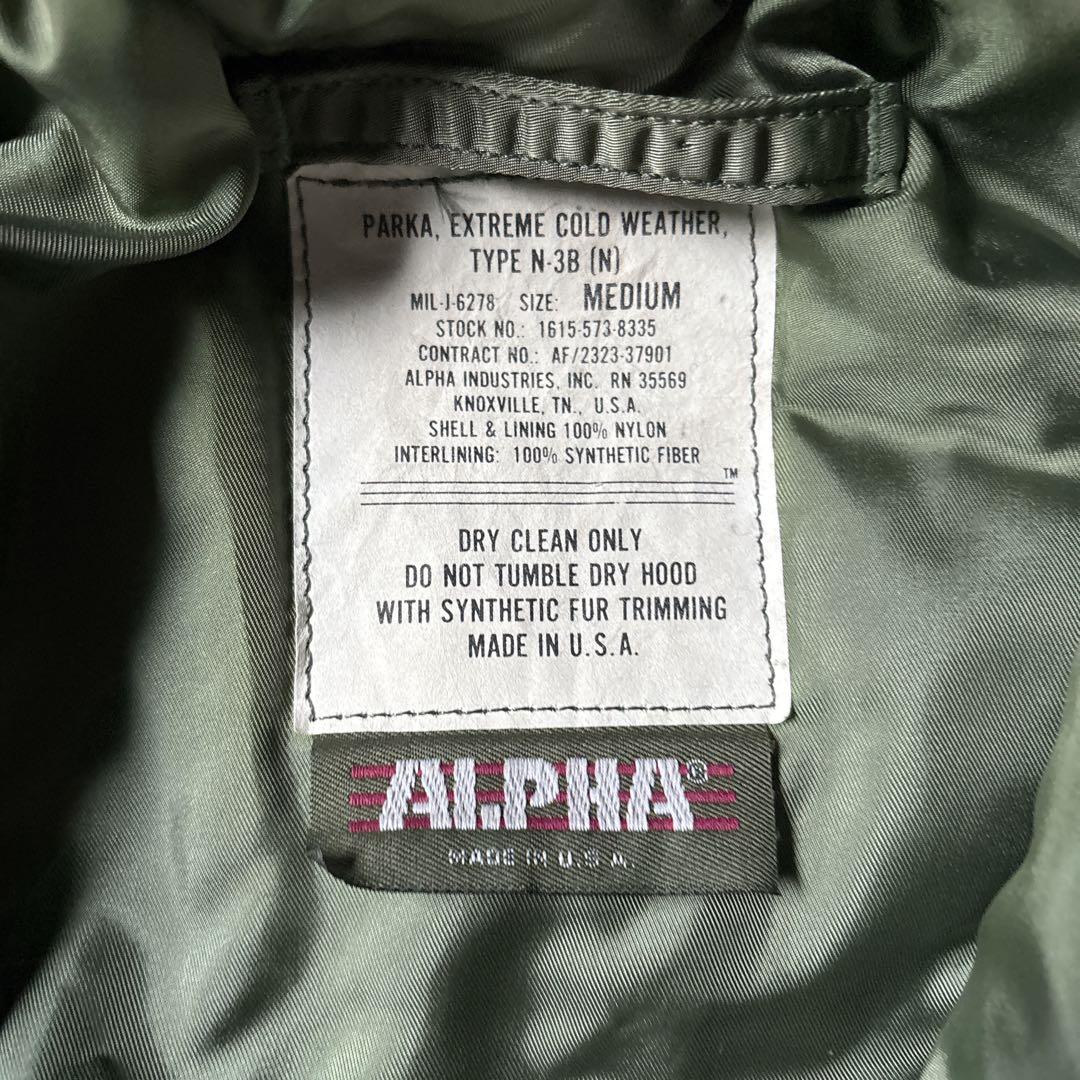 PARKA, EXTREME COLD WEATHER,
TYPE N-3B (N)
MIL-J-6278 SIZE: MEDIUM
STOCK NO.: 1615-573-8335
CONTRACT NO.: AF/2323-37901
ALPHA INDUSTRIES, INC. RN 35569
KNOXVILLE, TN., U.S.A.
SHELL & LINING 100% NYLON
INTERLINING: 100% SYNTHETIC FIBER
TM
DRY CLEAN ONLY
DO NOT TUMBLE DRY HOOD
WITH SYNTHETIC FUR TRIMMING
MADE IN U.S.A.
ALPHA®
MADE IN U.S.A.